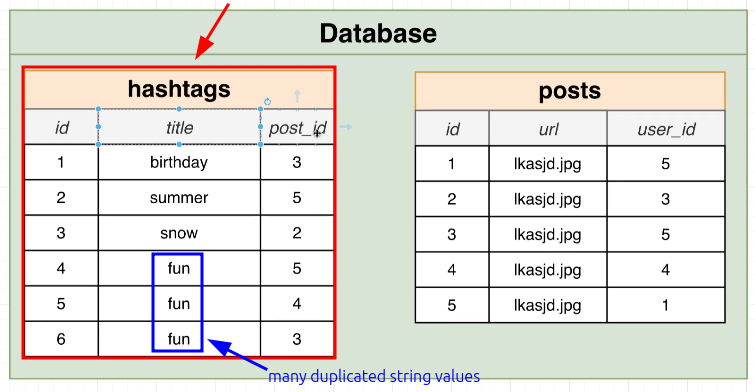 Database
hashtags
id title post_id
1 birthday 3
2 summer 5
3 snow 2
4 fun 5
5 fun 4
6 fun 3
posts
id url user_id
1 lkasjd.jpg 5
2 lkasjd.jpg 3
3 lkasjd.jpg 5
4 lkasjd.jpg 4
5 lkasjd.jpg 1
many duplicated string values